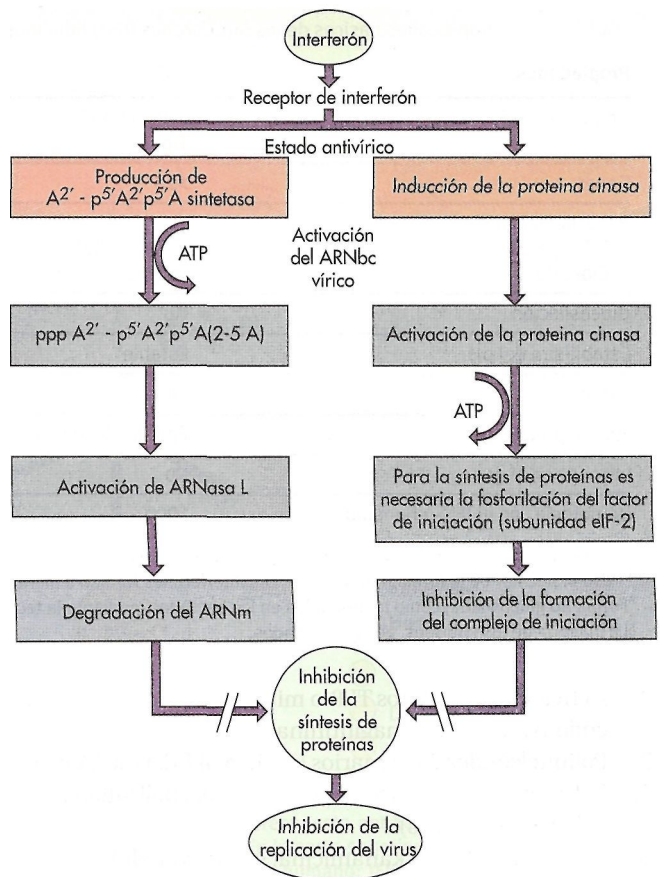 Interferón
Receptor de interferón
Estado antivírico
Producción de
A2' - p5'A2'p5'A sintetasa
Inducción de la proteina cinasa
ATP
Activación
del ARNbc
vírico
ppp A2' - p5'A2'p5'A(2-5 A)
Activación de la proteina cinasa
ATP
Activación de ARNasa L
Para la síntesis de proteínas es
necesaria la fosforilación del factor
de iniciación (subunidad eIF-2)
Degradación del ARNm
Inhibición de la formación
del complejo de iniciación
Inhibición
de la
síntesis de
proteínas
Inhibición de la
replicación del virus